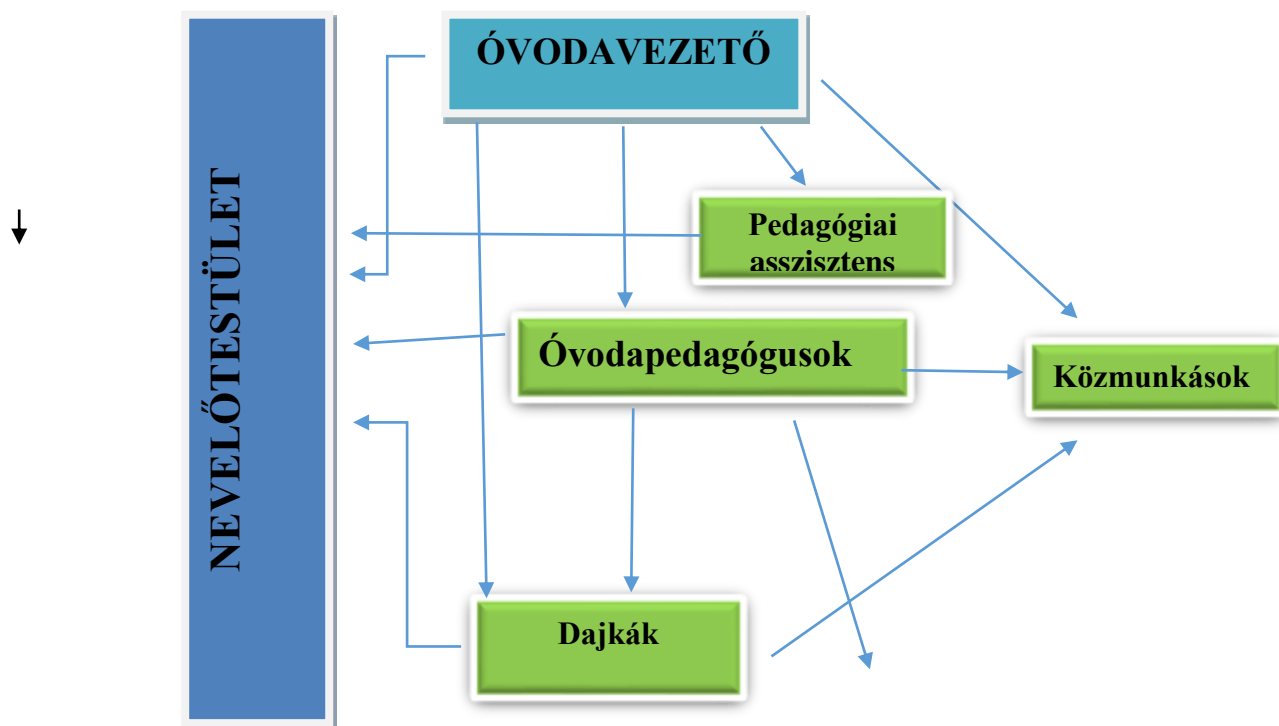 ÓVODAVEZETŐ
NEVELŐTESTÜLET
Pedagógiai
asszisztens
Óvodapedagógusok
Közmunkások
Dajkák